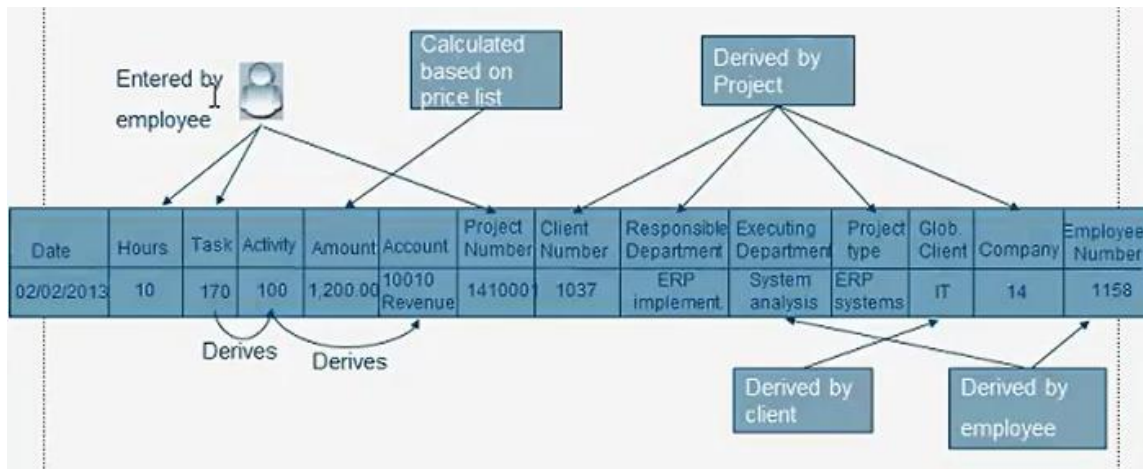 Entered by
employee
Calculated
based on
price list
Derived by
Project
Date
Hours
Task
Activity
Amount
Account
Project
Number
Client
Number
Responsible
Department
Executing
Department
Project
type
Glob.
Client
Company
Employee
Number
02/02/2013
10
170
100
1,200.00
10010
Revenue
1410001
1037
ERP
implement.
System
analysis
ERP
systems
IT
14
1158
Derives
Derives
Derived by
client
Derived by
employee